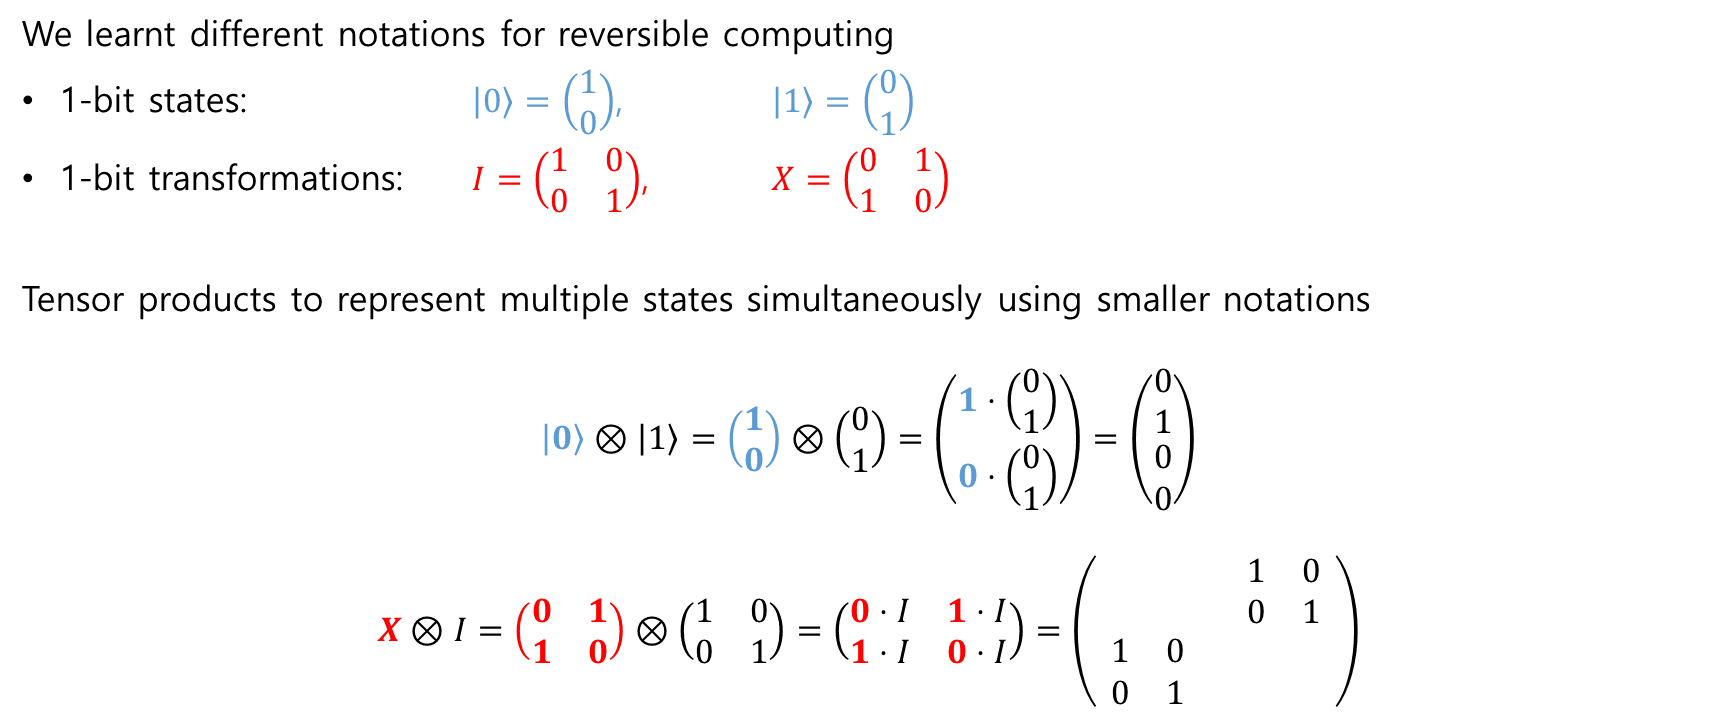 We learnt different notations for reversible computing
• 1-bit states: |0⟩ = (1 0), |1⟩ = (0 1)
• 1-bit transformations: I = (1 0 0 1), X = (0 1 1 0)
Tensor products to represent multiple states simultaneously using smaller notations
|0⟩ ⊗ |1⟩ = (1 0) ⊗ (0 1) = (1 · (0 1) 0 · (0 1)) = (0 1 0 0)
X ⊗ I = (0 1 1 0) ⊗ (1 0 0 1) = (0 · I 1 · I 1 · I 0 · I) = (1 0 0 1 1 0 0 1)